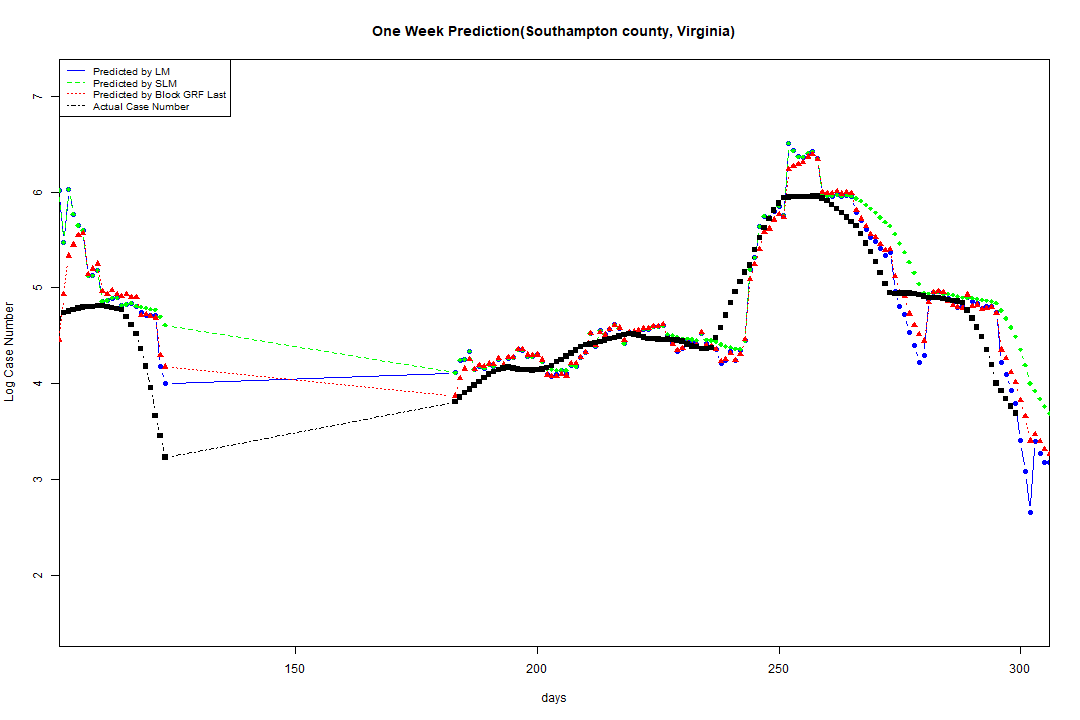 One Week Prediction(Southampton county, Virginia)
Predicted by LM
Predicted by SLM
Predicted by Block GRF Last
Actual Case Number
Log Case Number
7
6
5
4
3
2
150
200
250
300
days